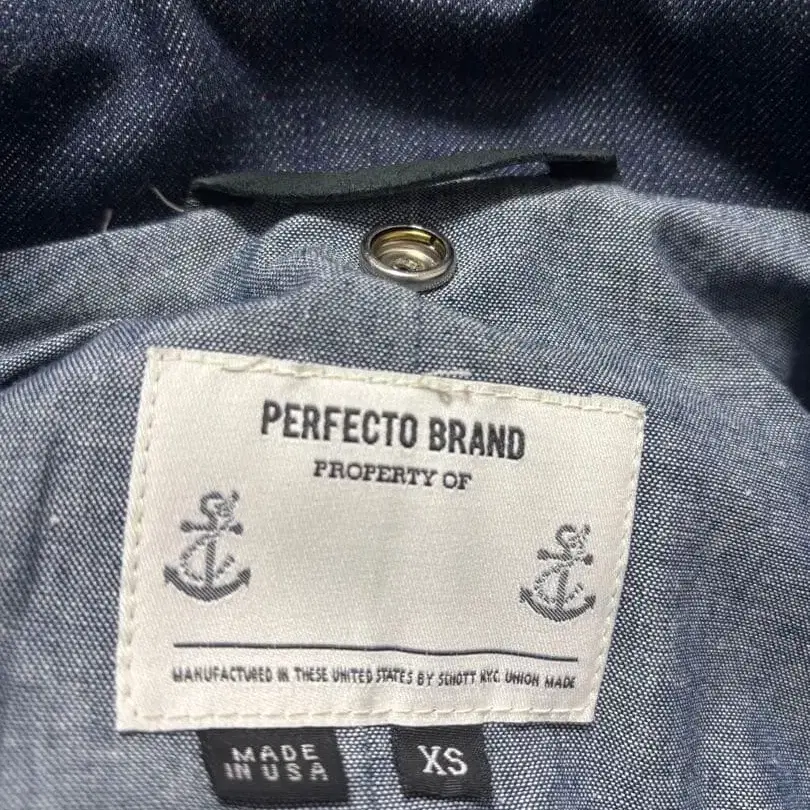 PERFECTO BRAND
PROPERTY OF
MANUFACTURED IN THESE UNITED STATES BY SCHOTT NYC. UNION MADE
MADE
IN USA
XS